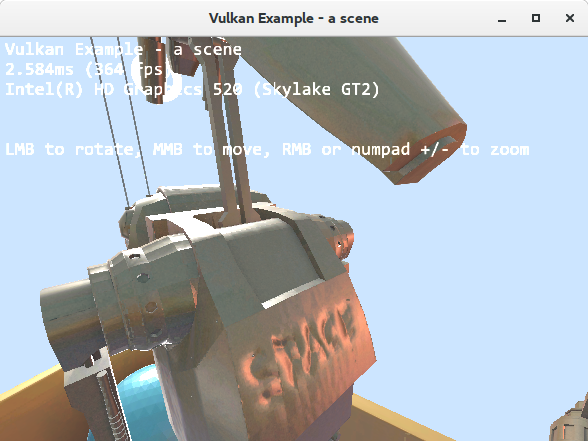 Vulkan Example - a scene
Vulkan Example - a scene
2.584ms (364 fps)
Intel(R) HD Graphics 520 (Skylake GT2)
LMB to rotate, MMB to move, RMB or numpad +/- to zoom
SPACE